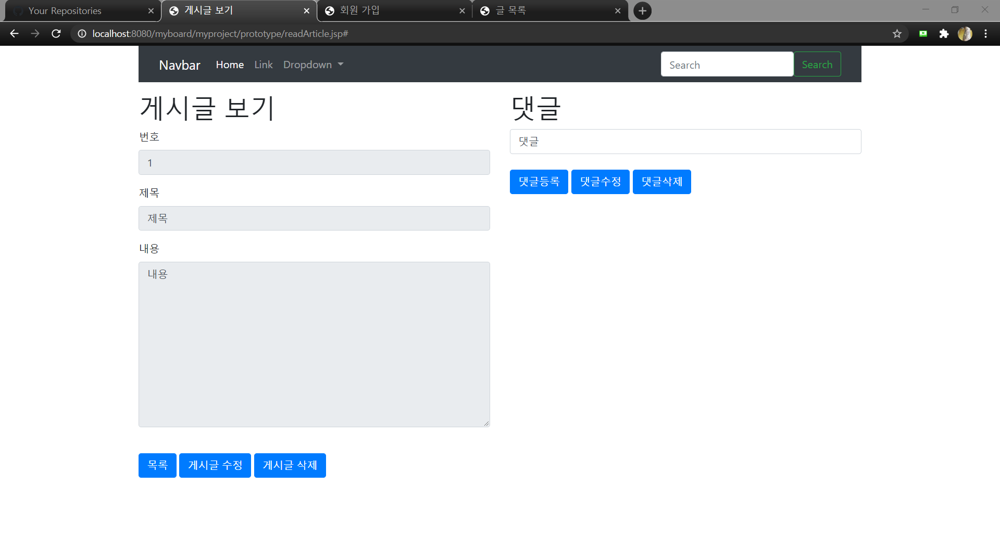 Your Repositories
게시글 보기
회원 가입
글 목록
localhost:8080/myboard/myproject/prototype/readArticle.jsp#
Navbar Home Link Dropdown Search Search
게시글 보기
번호
1
제목
제목
내용
내용
목록 게시글 수정 게시글 삭제
댓글
댓글
댓글등록 댓글수정 댓글삭제